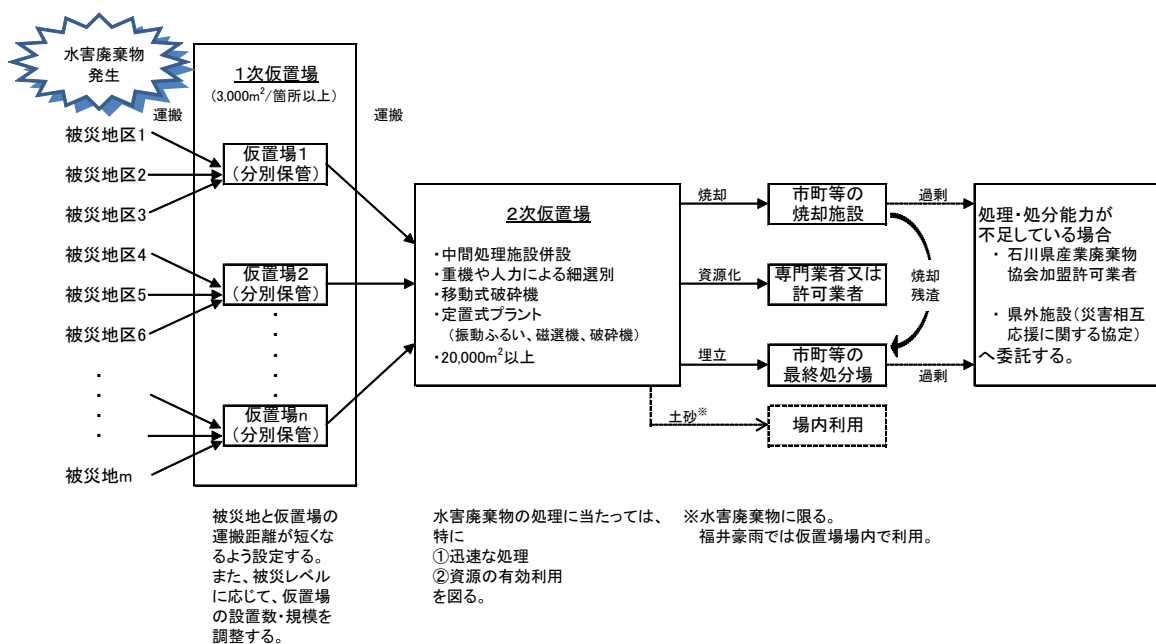 水害廃棄物
発生
運搬
被災地区1
被災地区2
被災地区3
被災地区4
被災地区5
被災地区6
・
・
・
・
被災地m
1次仮置場
(3,000m²/箇所以上)
仮置場1
(分別保管)
仮置場2
(分別保管)
・
・
・
・
・
仮置場n
(分別保管)
運搬
2次仮置場
・中間処理施設併設
・重機や人力による細選別
・移動式破砕機
・定置式プラント
(振動ふるい、磁選機、破砕機)
・20,000m²以上
焼却
資源化
埋立
土砂※
市町等の
焼却施設
専門業者又は
許可業者
市町等の
最終処分場
場内利用
過剰
焼却
残渣
過剰
処理・処分能力が
不足している場合
・ 石川県産業廃棄物
協会加盟許可業者
・ 県外施設(災害相互
応援に関する協定)
へ委託する。
被災地と仮置場の
運搬距離が短くな
るよう設定する。
また、被災レベル
に応じて、仮置場
の設置数・規模を
調整する。
水害廃棄物の処理に当たっては、
特に
①迅速な処理
②資源の有効利用
を図る。
※水害廃棄物に限る。
福井豪雨では仮置場場内で利用。